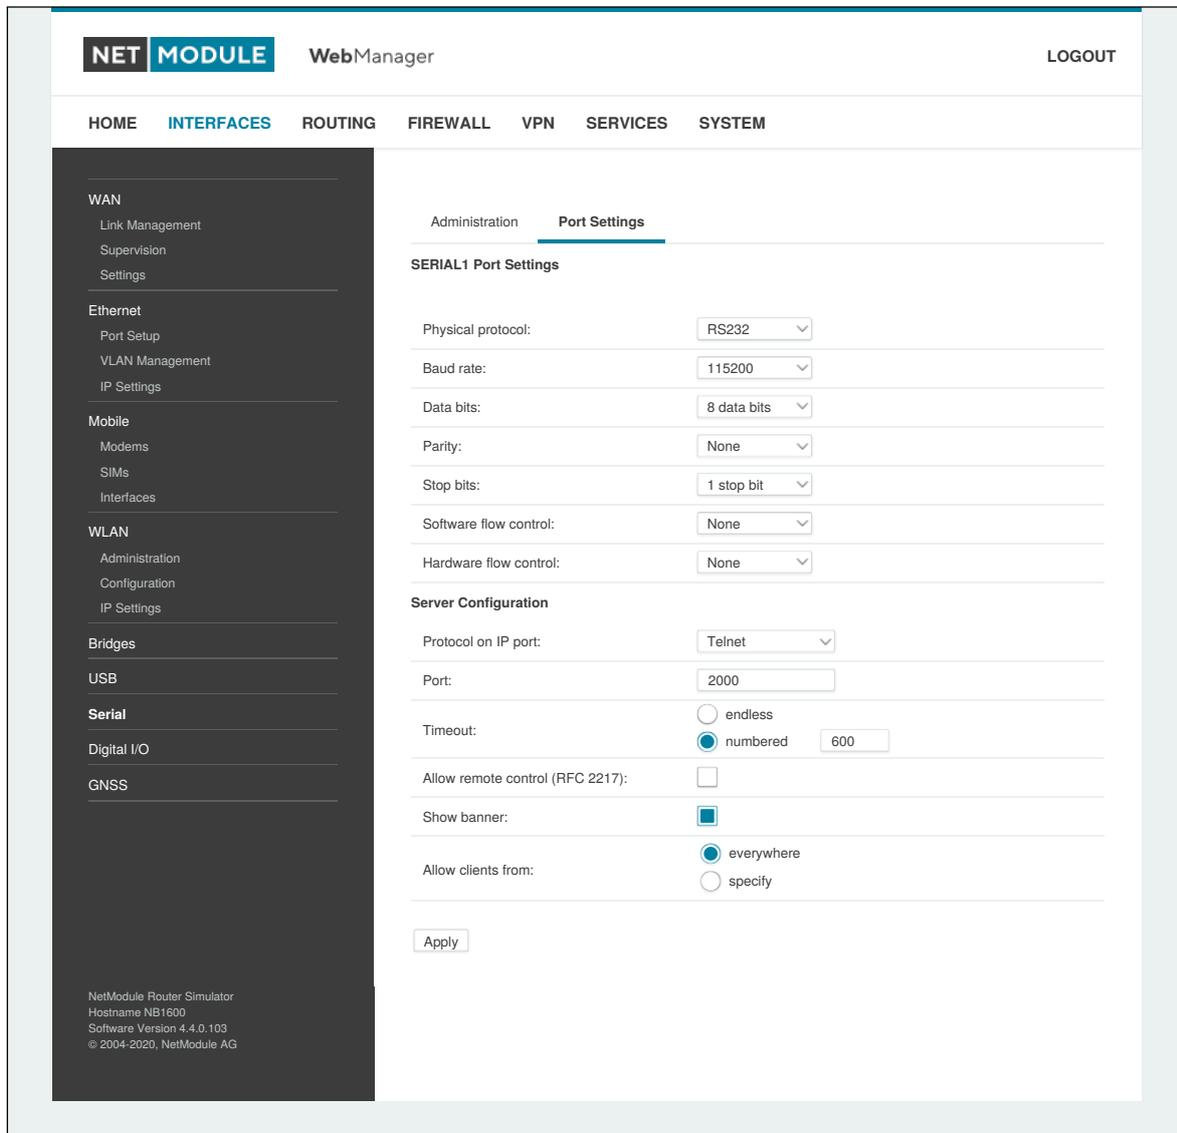 NET MODULE WebManager LOGOUT
HOME INTERFACES ROUTING FIREWALL VPN SERVICES SYSTEM
WAN
Link Management
Supervision
Settings
Ethernet
Port Setup
VLAN Management
IP Settings
Mobile
Modems
SIMs
Interfaces
WLAN
Administration
Configuration
IP Settings
Bridges
USB
Serial
Digital I/O
GNSS
NetModule Router Simulator
Hostname NB1600
Software Version 4.4.0.103
© 2004-2020, NetModule AG
Administration Port Settings
SERIAL1 Port Settings
Physical protocol: RS232
Baud rate: 115200
Data bits: 8 data bits
Parity: None
Stop bits: 1 stop bit
Software flow control: None
Hardware flow control: None
Server Configuration
Protocol on IP port: Telnet
Port: 2000
Timeout:
endless
numbered 600
Allow remote control (RFC 2217):
Show banner:
Allow clients from:
everywhere
specify
Apply